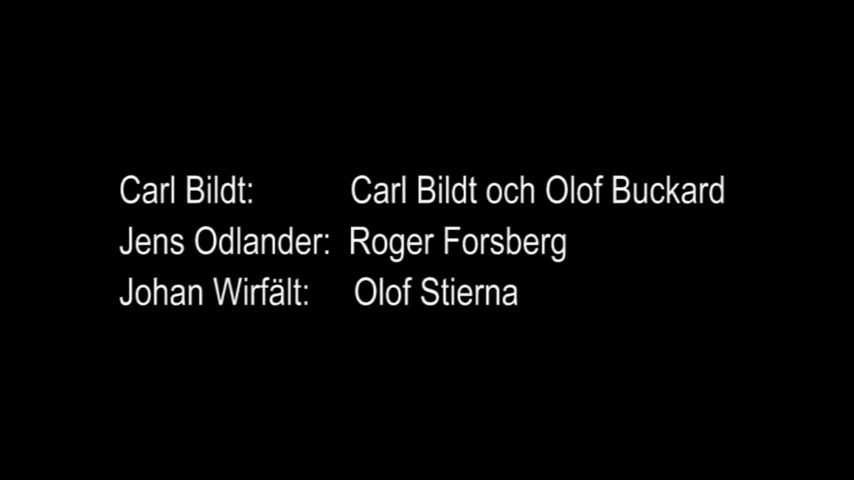 Carl Bildt: Carl Bildt och Olof Buckard
Jens Odlander: Roger Forsberg
Johan Wirfält: Olof Stierna